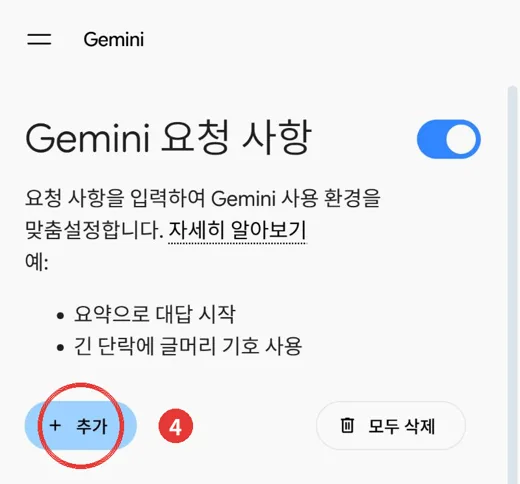 Gemini
Gemini 요청 사항
요청 사항을 입력하여 Gemini 사용 환경을
맞춤설정합니다. 자세히 알아보기
예:
• 요약으로 대답 시작
• 긴 단락에 글머리 기호 사용
+ 추가
4
모두 삭제